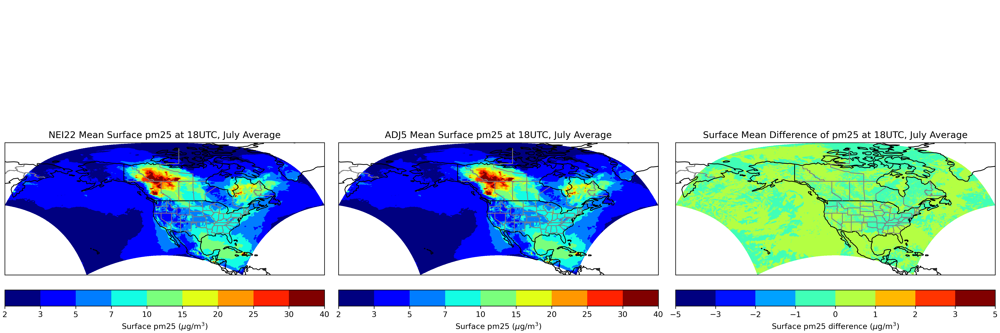 NEI22 Mean Surface pm25 at 18UTC, July Average
ADJ5 Mean Surface pm25 at 18UTC, July Average
Surface Mean Difference of pm25 at 18UTC, July Average
2 3 5 7 10 15 20 25 30 40
Surface pm25 (μg/m³)
2 3 5 7 10 15 20 25 30 40
Surface pm25 (μg/m³)
−5 −3 −2 −1 0 1 2 3 5
Surface pm25 difference (μg/m³)